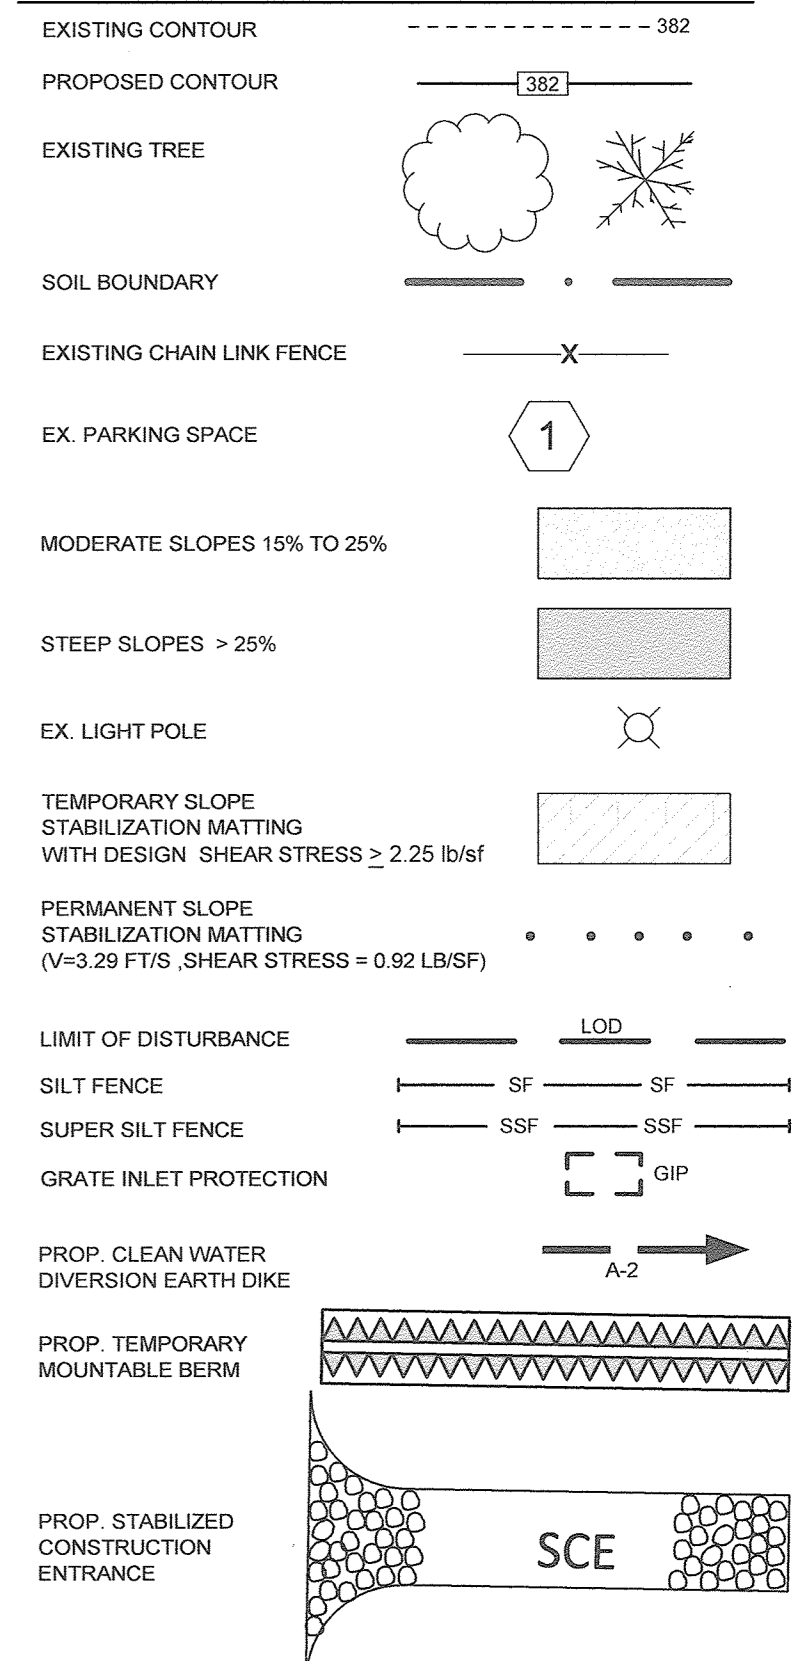 EXISTING CONTOUR 382
PROPOSED CONTOUR 382
EXISTING TREE
SOIL BOUNDARY
EXISTING CHAIN LINK FENCE X
EX. PARKING SPACE 1
MODERATE SLOPES 15% TO 25%
STEEP SLOPES > 25%
EX. LIGHT POLE
TEMPORARY SLOPE
STABILIZATION MATTING
WITH DESIGN SHEAR STRESS ≥ 2.25 lb/sf
PERMANENT SLOPE
STABILIZATION MATTING
(V=3.29 FT/S ,SHEAR STRESS = 0.92 LB/SF)
LIMIT OF DISTURBANCE LOD
SILT FENCE SF SF
SUPER SILT FENCE SSF SSF
GRATE INLET PROTECTION GIP
PROP. CLEAN WATER
DIVERSION EARTH DIKE A-2
PROP. TEMPORARY
MOUNTABLE BERM
PROP. STABILIZED
CONSTRUCTION SCE
ENTRANCE